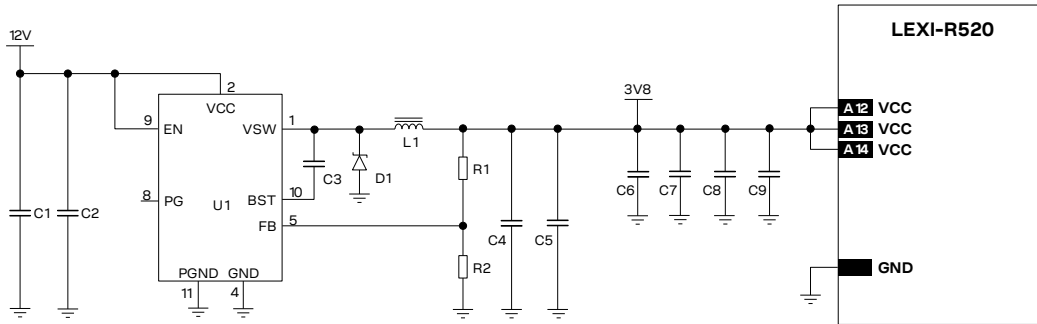 LEXI-R520
12V
2
VCC
3V8
A12 VCC
9 EN
VSW 1
A13 VCC
L1
A14 VCC
C3
D1
R1
C6
C7
C8
C9
8 PG
U1
BST 10
C1
C2
FB 5
C4
C5
R2
PGND GND
GND
11
4